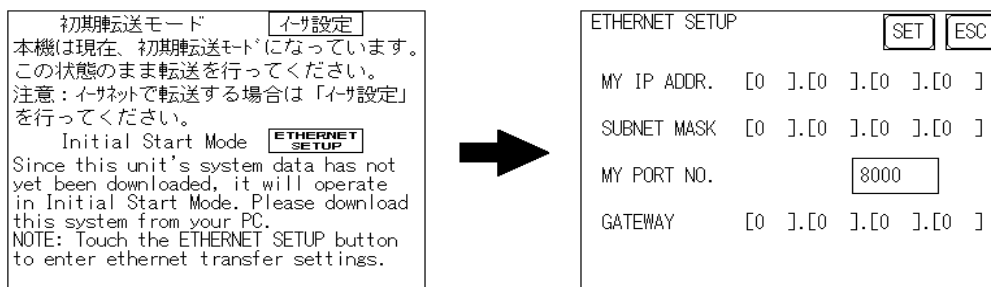 初期転送モード ｲｰｻ設定
本機は現在、初期転送ﾓｰﾄﾞになっています。
この状態のまま転送を行ってください。
注意：ｲｰｻﾈｯﾄで転送する場合は「ｲｰｻ設定」
を行ってください。
Initial Start Mode ETHERNET SETUP
Since this unit's system data has not
yet been downloaded, it will operate
in Initial Start Mode. Please download
this system from your PC.
NOTE: Touch the ETHERNET SETUP button
to enter ethernet transfer settings.
ETHERNET SETUP SET ESC
MY IP ADDR. [0 ].[0 ].[0 ].[0 ]
SUBNET MASK [0 ].[0 ].[0 ].[0 ]
MY PORT NO. 8000
GATEWAY [0 ].[0 ].[0 ].[0 ]